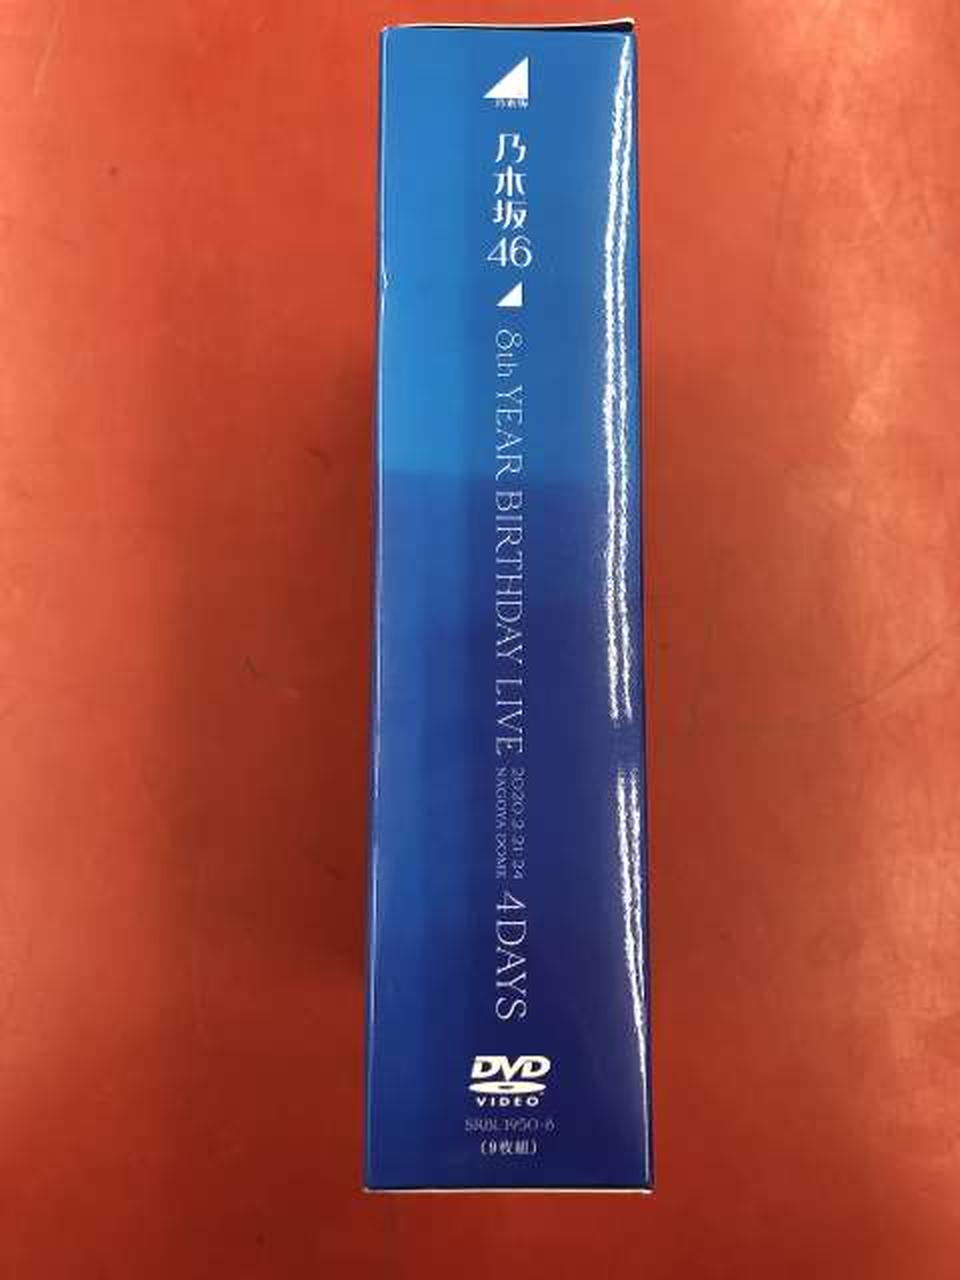 乃木坂46
8th YEAR BIRTHDAY LIVE
2020.2.21-24
NAGOYA DOME
4DAYS
DVD
VIDEO
SRBL 1950-8
(9枚組)